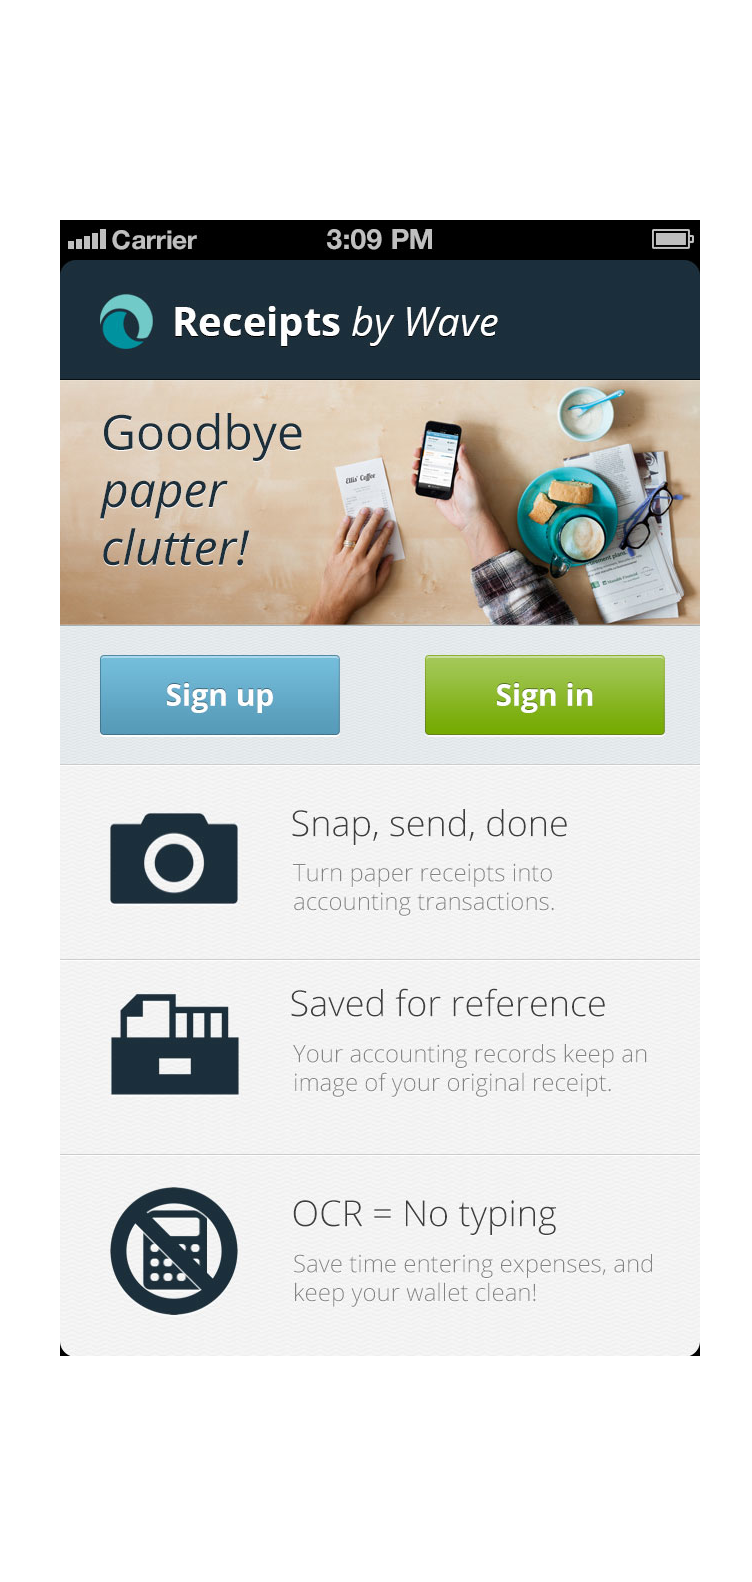 Carrier 3:09 PM
Receipts by Wave
Goodbye
paper
clutter!
Ellis' Coffee
Sign up Sign in
Snap, send, done
Turn paper receipts into
accounting transactions.
Saved for reference
Your accounting records keep an
image of your original receipt.
OCR = No typing
Save time entering expenses, and
keep your wallet clean!